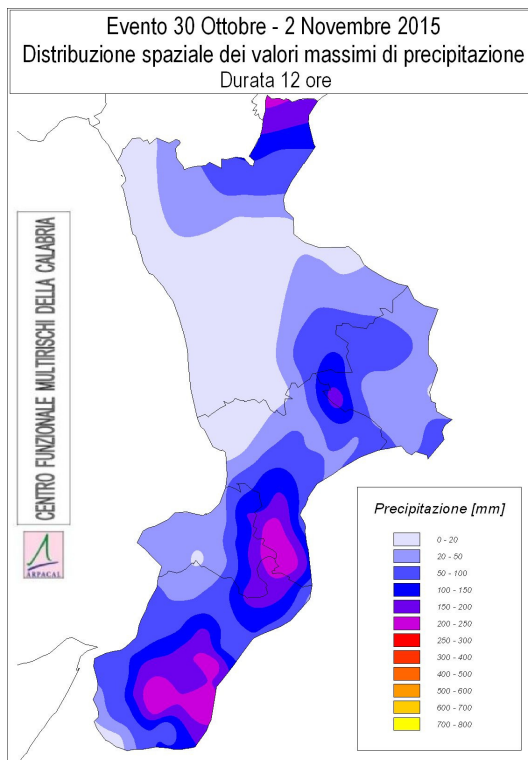 Evento 30 Ottobre - 2 Novembre 2015
Distribuzione spaziale dei valori massimi di precipitazione
Durata 12 ore
CENTRO FUNZIONALE MULTIRISCHI DELLA CALABRIA
ARPACAL
Precipitazione [mm]
0 - 20
20 - 50
50 - 100
100 - 150
150 - 200
200 - 250
250 - 300
300 - 400
400 - 500
500 - 600
600 - 700
700 - 800